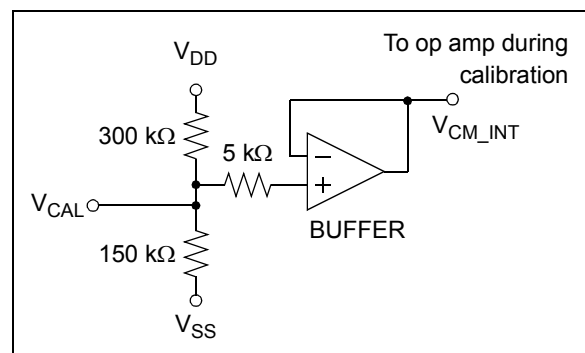 To op amp during
calibration
V_DD
300 kΩ
5 kΩ
V_CM_INT
−
+
V_CAL
BUFFER
150 kΩ
V_SS